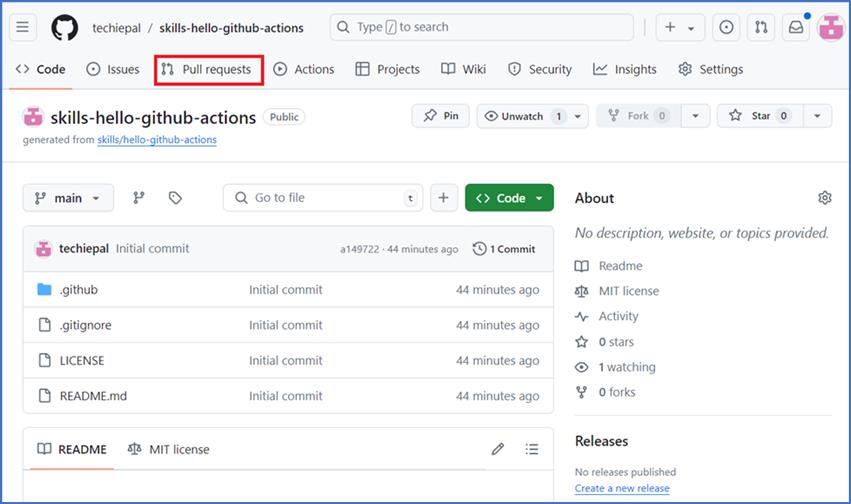 techiepal / skills-hello-github-actions
Type / to search
Code Issues Pull requests Actions Projects Wiki Security Insights Settings
skills-hello-github-actions Public
generated from skills/hello-github-actions
Pin Unwatch 1 Fork 0 Star 0
main
Go to file t
Code
About
No description, website, or topics provided.
techiepal Initial commit a149722 · 44 minutes ago 1 Commit
.github Initial commit 44 minutes ago
.gitignore Initial commit 44 minutes ago
LICENSE Initial commit 44 minutes ago
README.md Initial commit 44 minutes ago
README MIT license
Readme
MIT license
Activity
0 stars
1 watching
0 forks
Releases
No releases published
Create a new release